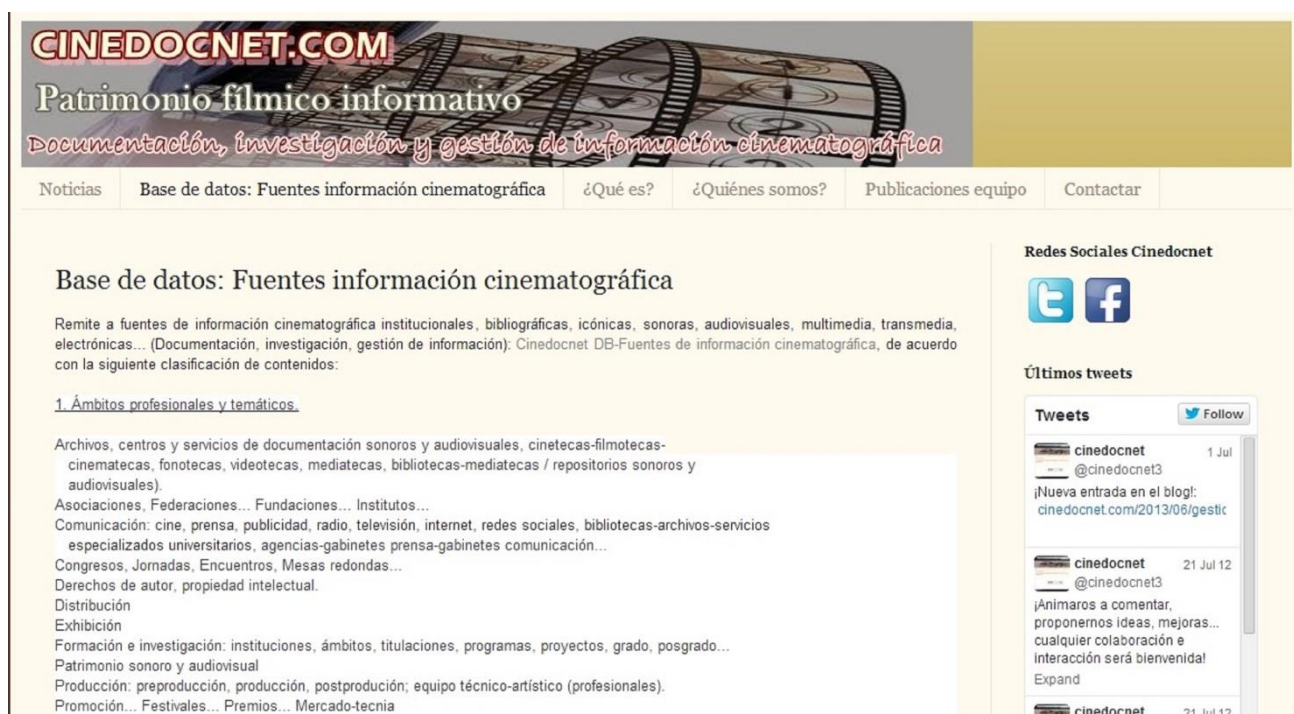 CINEDOCNET.COM
Patrimonio fílmico informativo
Documentación, investigación y gestión de información cinematográfica
Noticias
Base de datos: Fuentes información cinematográfica
¿Qué es?
¿Quiénes somos?
Publicaciones equipo
Contactar
Base de datos: Fuentes información cinematográfica
Remite a fuentes de información cinematográfica institucionales, bibliográficas, icónicas, sonoras, audiovisuales, multimedia, transmedia,
electrónicas... (Documentación, investigación, gestión de información): Cinedocnet DB-Fuentes de información cinematográfica, de acuerdo
con la siguiente clasificación de contenidos:
1. Ámbitos profesionales y temáticos.
Archivos, centros y servicios de documentación sonoros y audiovisuales, cinetecas-filmotecas-
cinematecas, fonotecas, videotecas, mediatecas, bibliotecas-mediatecas / repositorios sonoros y
audiovisuales).
Asociaciones, Federaciones... Fundaciones... Institutos...
Comunicación: cine, prensa, publicidad, radio, televisión, internet, redes sociales, bibliotecas-archivos-servicios
especializados universitarios, agencias-gabinetes prensa-gabinetes comunicación...
Congresos, Jornadas, Encuentros, Mesas redondas...
Derechos de autor, propiedad intelectual.
Distribución
Exhibición
Formación e investigación: instituciones, ámbitos, titulaciones, programas, proyectos, grado, posgrado...
Patrimonio sonoro y audiovisual
Producción: preproducción, producción, postprodución; equipo técnico-artístico (profesionales).
Promoción... Festivales... Premios... Mercado-tecnia
Redes Sociales Cinedocnet
Últimos tweets
Tweets
Follow
cinedocnet 1 Jul
@cinedocnet3
¡Nueva entrada en el blog!:
cinedocnet.com/2013/06/gestic
cinedocnet 21 Jul 12
@cinedocnet3
¡Animaros a comentar,
proponernos ideas, mejoras...
cualquier colaboración e
interacción será bienvenida!
Expand
cinedocnet 21 Jul 12